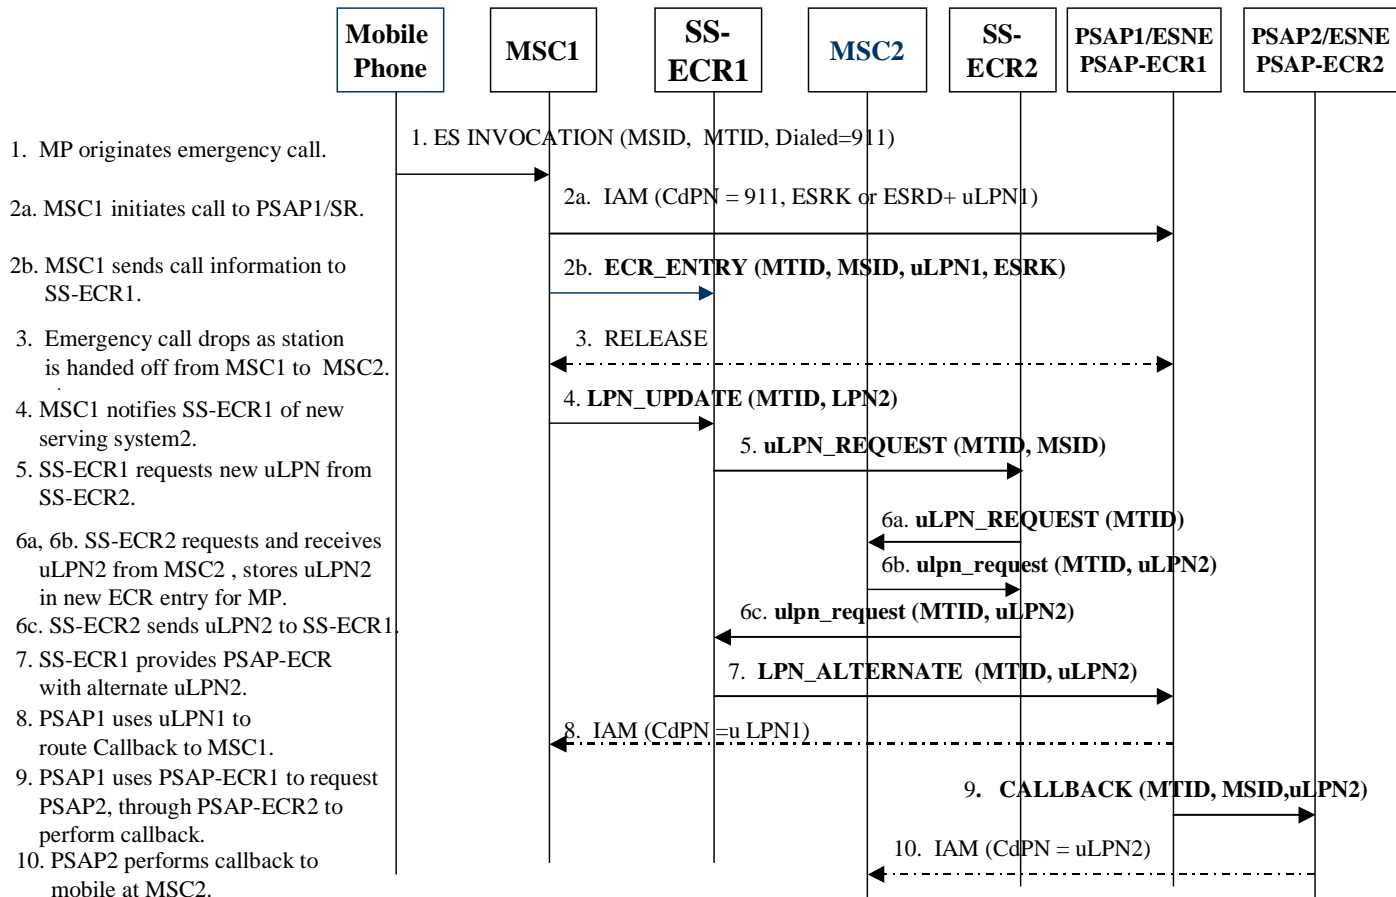 Mobile
Phone
MSC1
SS-
ECR1
MSC2
SS-
ECR2
PSAP1/ESNE
PSAP-ECR1
PSAP2/ESNE
PSAP-ECR2
1. MP originates emergency call.
1. ES INVOCATION (MSID, MTID, Dialed=911)
2a. MSC1 initiates call to PSAP1/SR.
2a. IAM (CdPN = 911, ESRK or ESRD+ uLPN1)
2b. MSC1 sends call information to
SS-ECR1.
2b. ECR_ENTRY (MTID, MSID, uLPN1, ESRK)
3. Emergency call drops as station
is handed off from MSC1 to MSC2.
3. RELEASE
4. MSC1 notifies SS-ECR1 of new
serving system2.
4. LPN_UPDATE (MTID, LPN2)
5. SS-ECR1 requests new uLPN from
SS-ECR2.
5. uLPN_REQUEST (MTID, MSID)
6a, 6b. SS-ECR2 requests and receives
uLPN2 from MSC2 , stores uLPN2
in new ECR entry for MP.
6a. uLPN_REQUEST (MTID)
6b. ulpn_request (MTID, uLPN2)
6c. SS-ECR2 sends uLPN2 to SS-ECR1.
6c. ulpn_request (MTID, uLPN2)
7. SS-ECR1 provides PSAP-ECR
with alternate uLPN2.
7. LPN_ALTERNATE (MTID, uLPN2)
8. PSAP1 uses uLPN1 to
route Callback to MSC1.
8. IAM (CdPN =u LPN1)
9. PSAP1 uses PSAP-ECR1 to request
PSAP2, through PSAP-ECR2 to
perform callback.
9. CALLBACK (MTID, MSID,uLPN2)
10. PSAP2 performs callback to
mobile at MSC2.
10. IAM (CdPN = uLPN2)